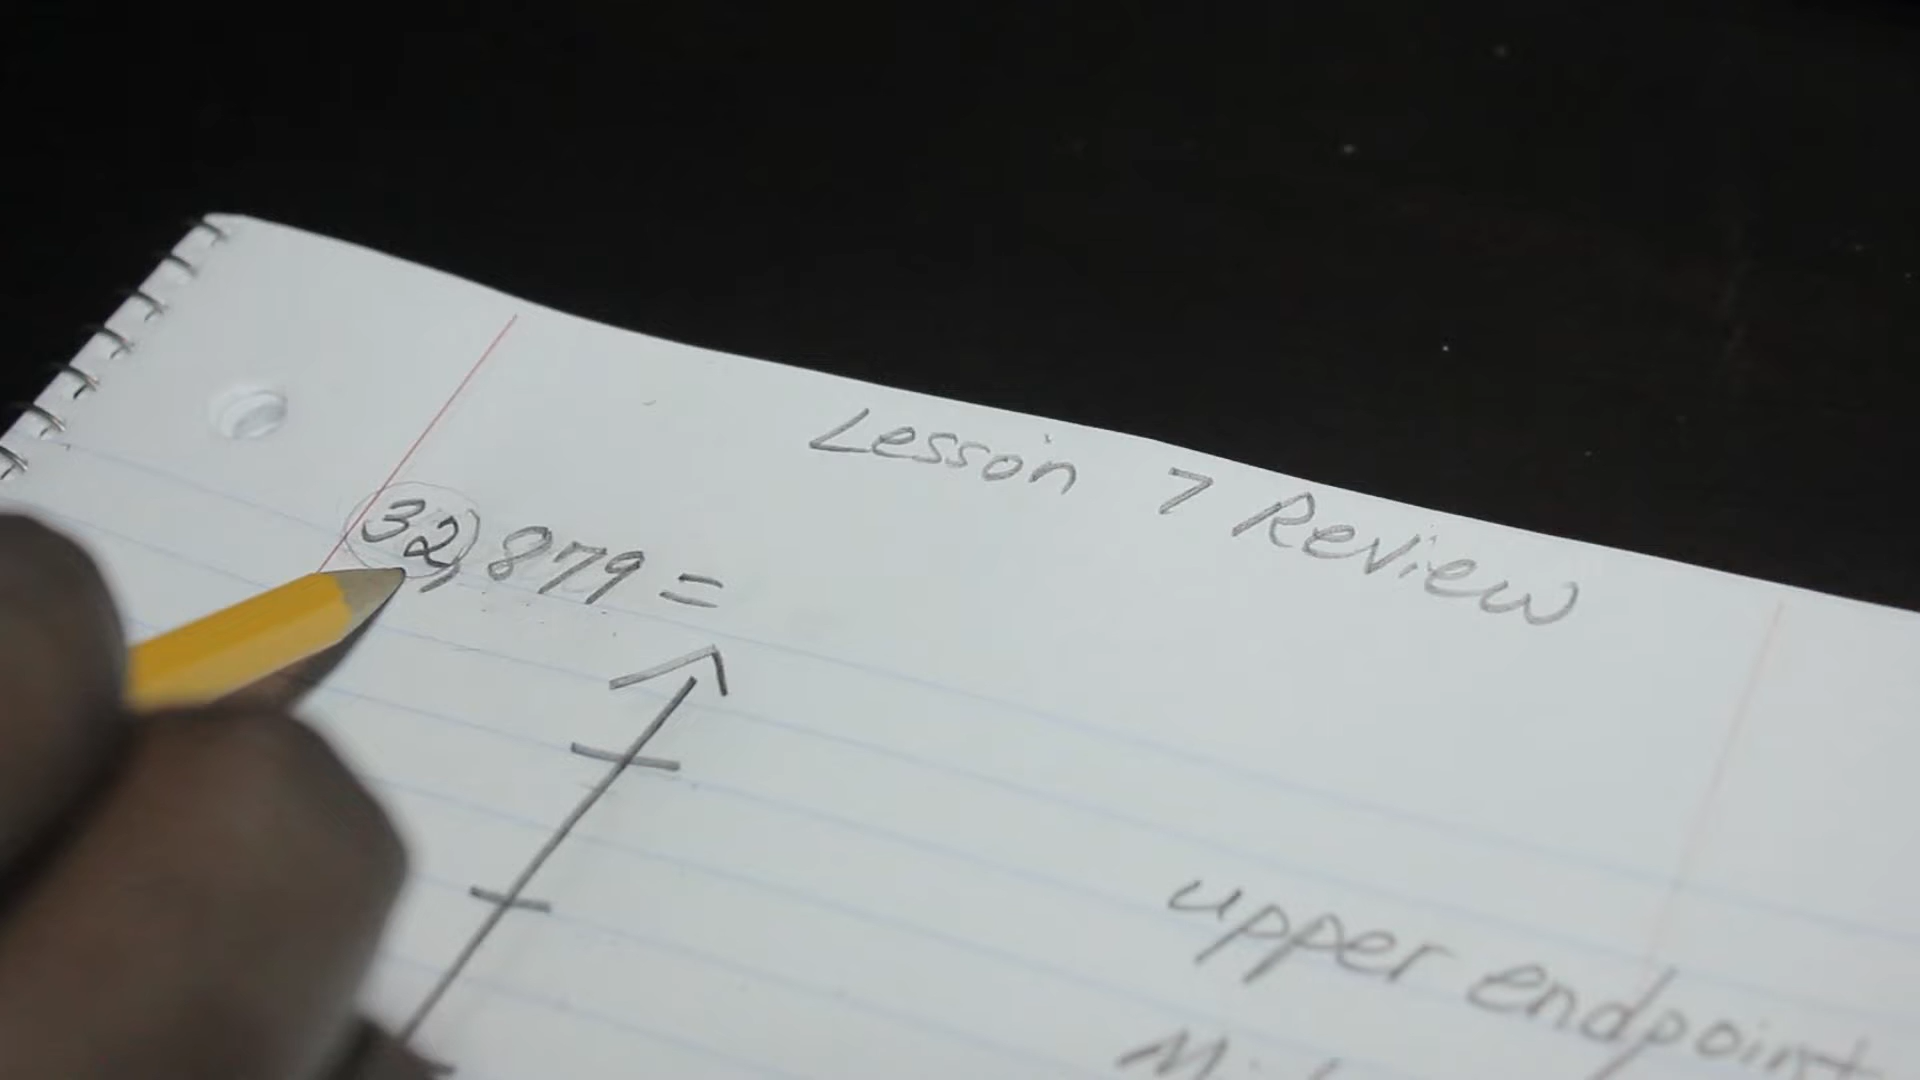 Lesson 7 Review
32,879 =
upper endpoint